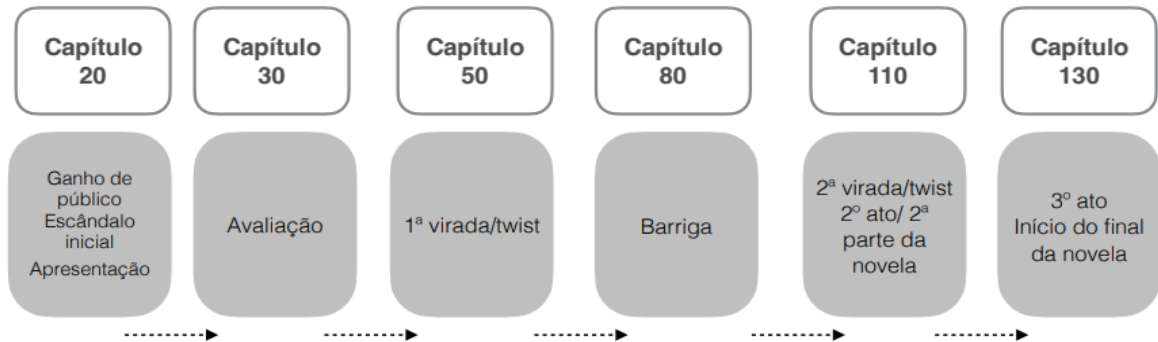 Capítulo
20
Capítulo
30
Capítulo
50
Capítulo
80
Capítulo
110
Capítulo
130
Ganho de
público
Escândalo
inicial
Apresentação
Avaliação
1ª virada/twist
Barriga
2ª virada/twist
2º ato/ 2ª
parte da
novela
3º ato
Início do final
da novela